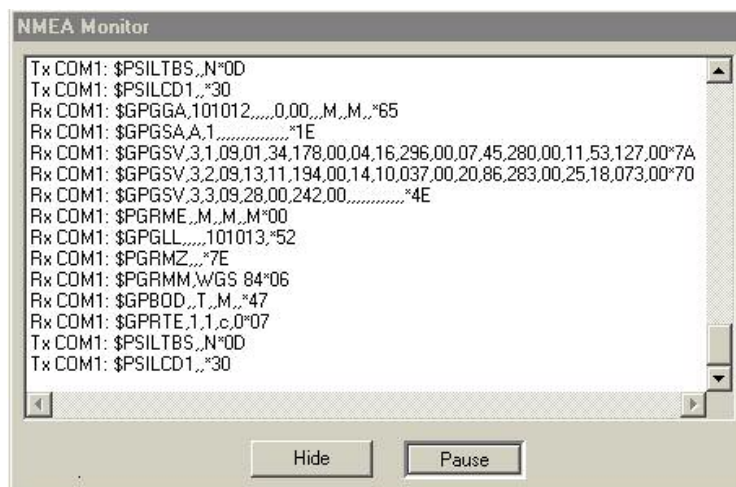 NMEA Monitor
Tx COM1: $PSILTBS,,N*0D
Tx COM1: $PSILCD1,,*30
Rx COM1: $GPGGA,101012,,,,,0,00,,,M,,M,,*65
Rx COM1: $GPGSA,A,1,,,,,,,,,,,,,,,*1E
Rx COM1: $GPGSV,3,1,09,01,34,178,00,04,16,296,00,07,45,280,00,11,53,127,00*7A
Rx COM1: $GPGSV,3,2,09,13,11,194,00,14,10,037,00,20,86,283,00,25,18,073,00*70
Rx COM1: $GPGSV,3,3,09,28,00,242,00,,,,,,,,,,,,*4E
Rx COM1: $PGRME,,M,,M,,M*00
Rx COM1: $GPGLL,,,,,101013,*52
Rx COM1: $PGRMZ,,,*7E
Rx COM1: $PGRMM,WGS 84*06
Rx COM1: $GPBOD,,T,,M,,*47
Rx COM1: $GPRTE,1,1,c,0*07
Tx COM1: $PSILTBS,,N*0D
Tx COM1: $PSILCD1,,*30
Hide Pause